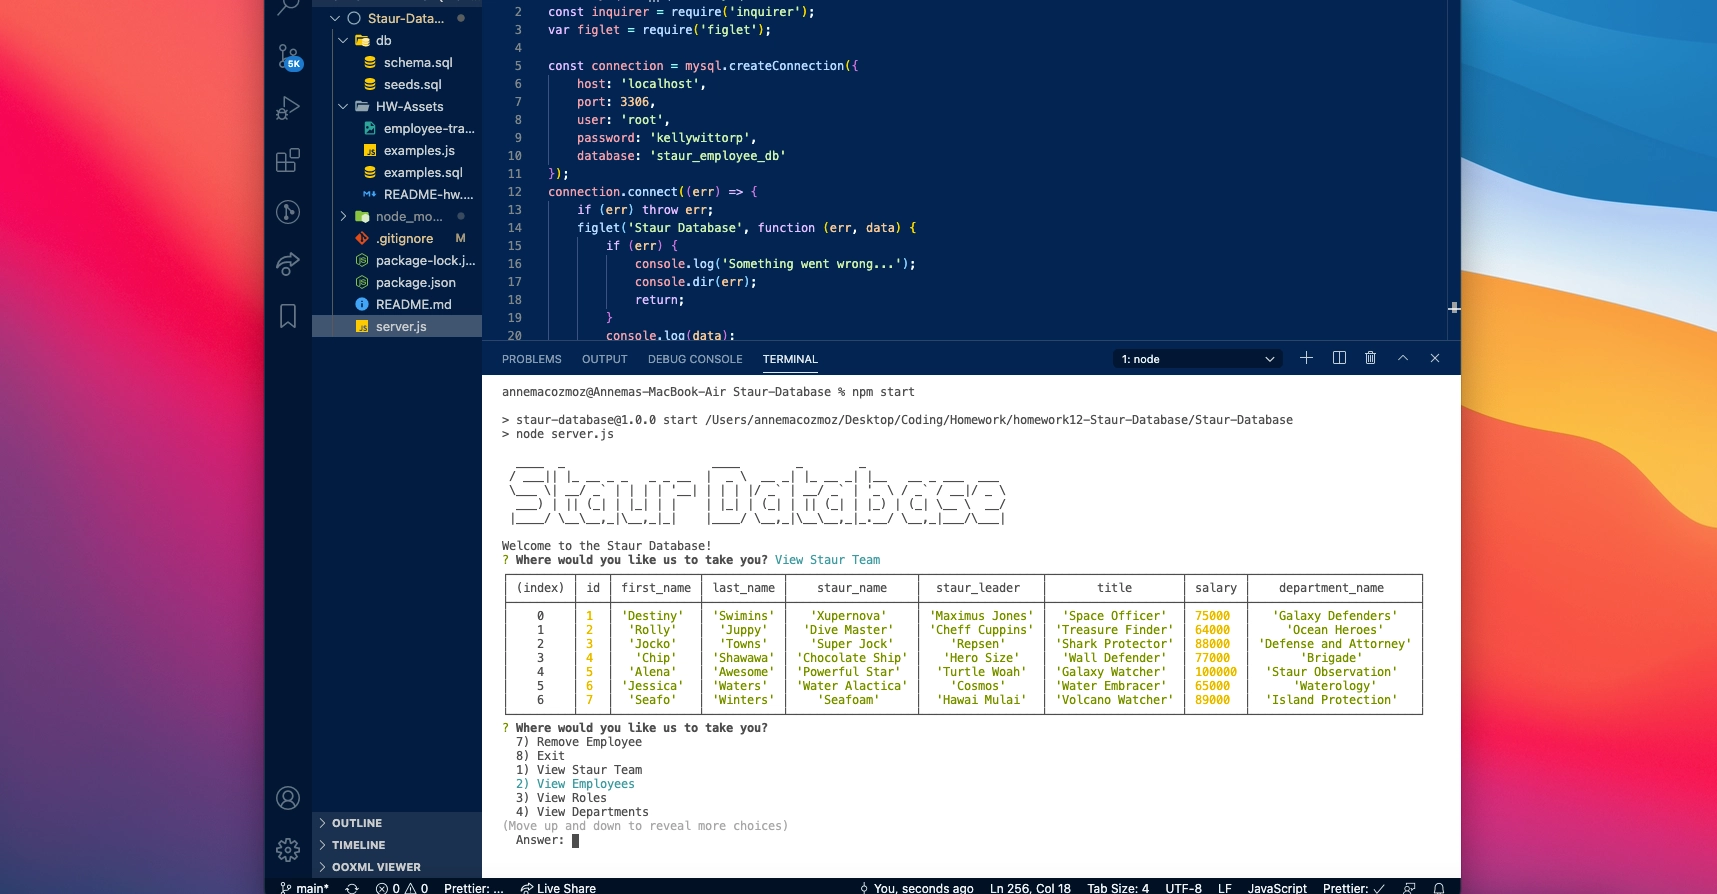 Staur-Data...
db
schema.sql
seeds.sql
HW-Assets
employee-tra...
examples.js
examples.sql
README-hw....
node_mo...
.gitignore M
package-lock.j...
package.json
README.md
server.js
5K
OUTLINE
TIMELINE
OOXML VIEWER
2 const inquirer = require('inquirer');
3 var figlet = require('figlet');
4
5 const connection = mysql.createConnection({
6 host: 'localhost',
7 port: 3306,
8 user: 'root',
9 password: 'kellywittorp',
10 database: 'staur_employee_db'
11 });
12 connection.connect((err) => {
13 if (err) throw err;
14 figlet('Staur Database', function (err, data) {
15 if (err) {
16 console.log('Something went wrong...');
17 console.dir(err);
18 return;
19 }
20 console.log(data);
PROBLEMS OUTPUT DEBUG CONSOLE TERMINAL 1: node
annemacozmoz@Annemas-MacBook-Air Staur-Database % npm start
> staur-database@1.0.0 start /Users/annemacozmoz/Desktop/Coding/Homework/homework12-Staur-Database/Staur-Database
> node server.js
Staur Database
Welcome to the Staur Database!
? Where would you like us to take you? View Staur Team
(index) id first_name last_name staur_name staur_leader title salary department_name
0 1 'Destiny' 'Swimins' 'Xupernova' 'Maximus Jones' 'Space Officer' 75000 'Galaxy Defenders'
1 2 'Rolly' 'Juppy' 'Dive Master' 'Cheff Cuppins' 'Treasure Finder' 64000 'Ocean Heroes'
2 3 'Jocko' 'Towns' 'Super Jock' 'Repsen' 'Shark Protector' 88000 'Defense and Attorney'
3 4 'Chip' 'Shawawa' 'Chocolate Ship' 'Hero Size' 'Wall Defender' 77000 'Brigade'
4 5 'Alena' 'Awesome' 'Powerful Star' 'Turtle Woah' 'Galaxy Watcher' 100000 'Staur Observation'
5 6 'Jessica' 'Waters' 'Water Alactica' 'Cosmos' 'Water Embracer' 65000 'Waterology'
6 7 'Seafo' 'Winters' 'Seafoam' 'Hawai Mulai' 'Volcano Watcher' 89000 'Island Protection'
? Where would you like us to take you?
7) Remove Employee
8) Exit
1) View Staur Team
2) View Employees
3) View Roles
4) View Departments
(Move up and down to reveal more choices)
Answer:
main* 0 0 Prettier: ... Live Share You, seconds ago Ln 256, Col 18 Tab Size: 4 UTF-8 LF JavaScript Prettier: ✓